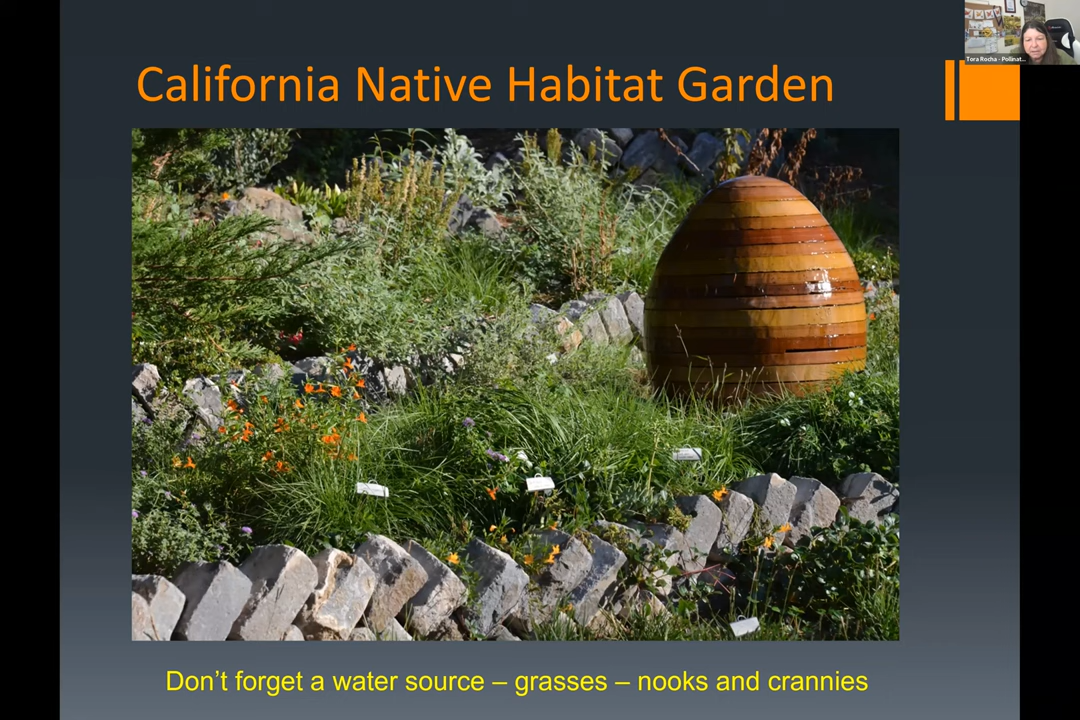 California Native Habitat Garden
Tora Rocha - Pollinat...
Don't forget a water source – grasses – nooks and crannies